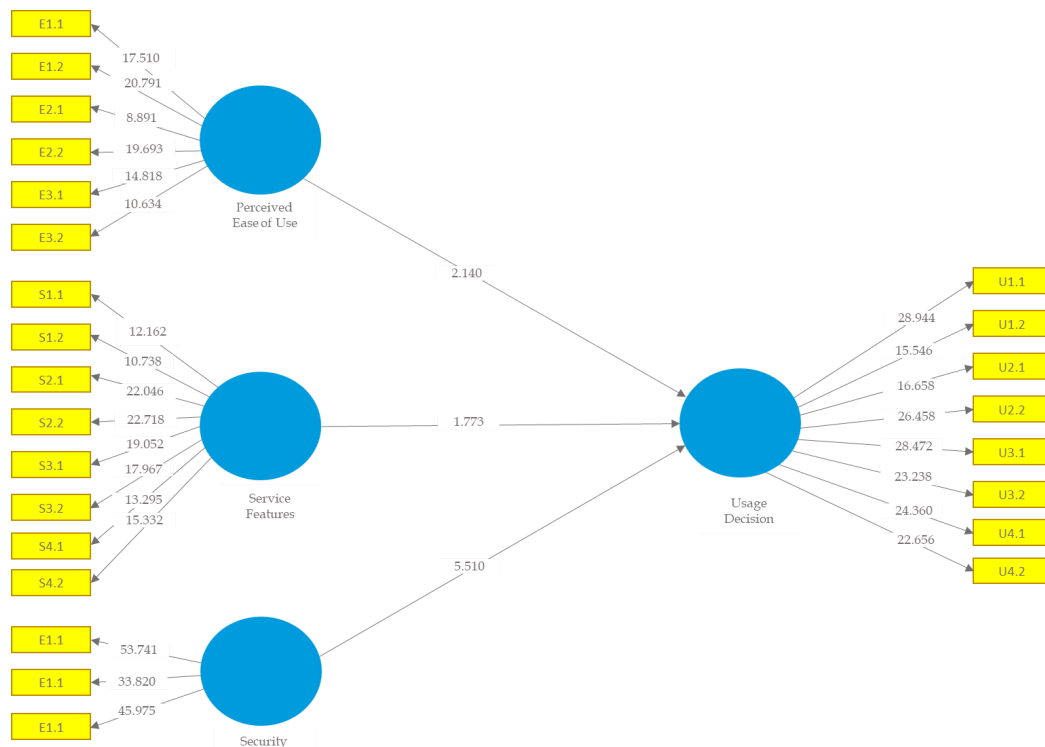 E1.1
17.510
E1.2
20.791
E2.1
8.891
E2.2
19.693
E3.1
14.818
E3.2
10.634
Perceived
Ease of Use
S1.1
12.162
S1.2
10.738
S2.1
22.046
S2.2
22.718
S3.1
19.052
S3.2
17.967
S4.1
13.295
S4.2
15.332
Service
Features
E1.1
53.741
E1.1
33.820
E1.1
45.975
Security
2.140
1.773
5.510
Usage
Decision
U1.1
28.944
U1.2
15.546
U2.1
16.658
U2.2
26.458
U3.1
28.472
U3.2
23.238
U4.1
24.360
U4.2
22.656